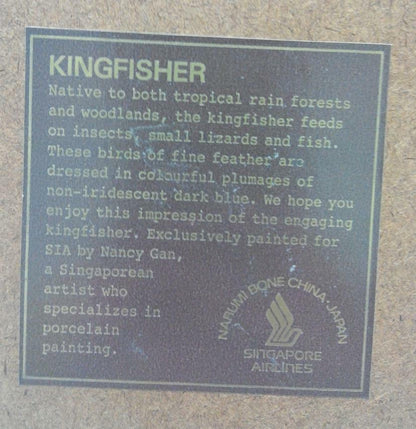 KINGFISHER
Native to both tropical rain forests
and woodlands, the kingfisher feeds
on insects, small lizards and fish.
These birds of fine feather are
dressed in colourful plumages of
non-iridescent dark blue. We hope you
enjoy this impression of the engaging
kingfisher. Exclusively painted for
SIA by Nancy Gan,
a Singaporean
artist who
specializes in
porcelain
painting.
NARUMI BONE CHINA·JAPAN
SINGAPORE
AIRLINES